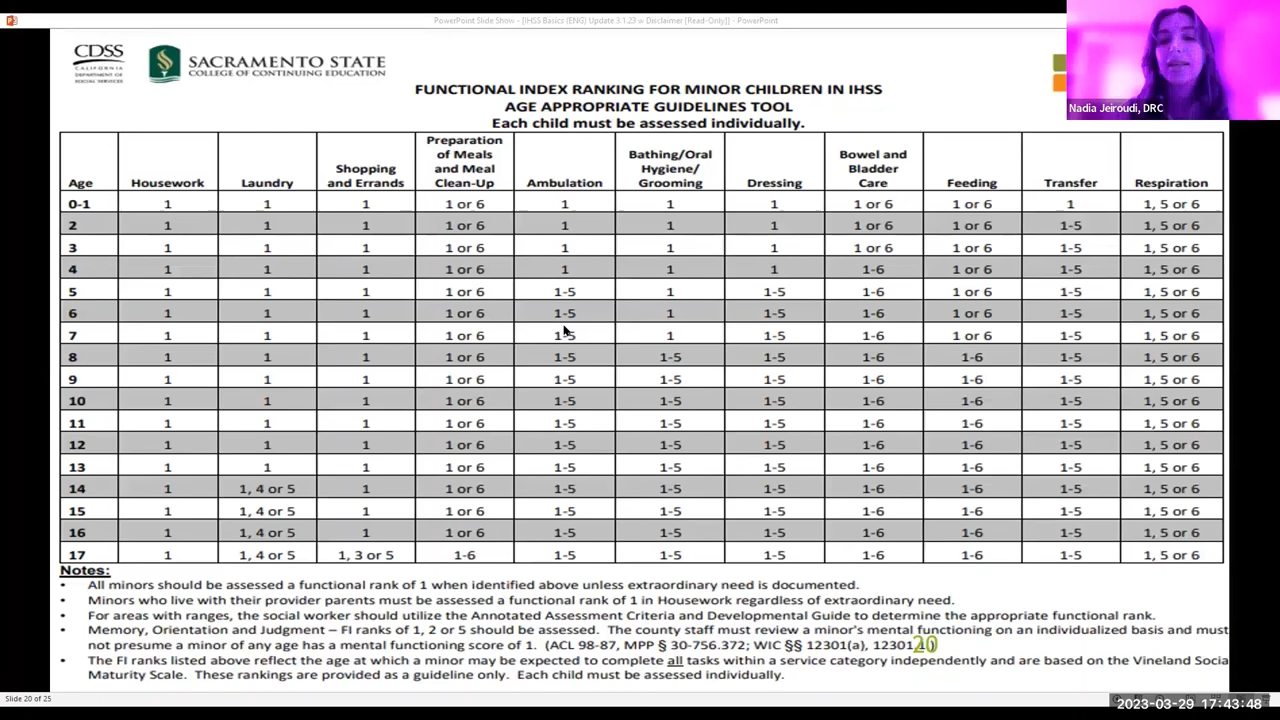 PowerPoint Slide Show - [IHSS Basics (ENG) Update 3.1.23 w Disclaimer [Read-Only]] - PowerPoint
CDSS
CALIFORNIA
DEPARTMENT OF
SOCIAL SERVICES
SACRAMENTO STATE
COLLEGE OF CONTINUING EDUCATION
Nadia Jeiroudi, DRC
FUNCTIONAL INDEX RANKING FOR MINOR CHILDREN IN IHSS
AGE APPROPRIATE GUIDELINES TOOL
Each child must be assessed individually.
Age Housework Laundry Shopping and Errands Preparation of Meals and Meal Clean-Up Ambulation Bathing/Oral Hygiene/ Grooming Dressing Bowel and Bladder Care Feeding Transfer Respiration
0-1 1 1 1 1 or 6 1 1 1 1 or 6 1 or 6 1 1, 5 or 6
2 1 1 1 1 or 6 1 1 1 1 or 6 1 or 6 1-5 1, 5 or 6
3 1 1 1 1 or 6 1 1 1 1 or 6 1 or 6 1-5 1, 5 or 6
4 1 1 1 1 or 6 1 1 1 1-6 1 or 6 1-5 1, 5 or 6
5 1 1 1 1 or 6 1-5 1 1-5 1-6 1 or 6 1-5 1, 5 or 6
6 1 1 1 1 or 6 1-5 1 1-5 1-6 1 or 6 1-5 1, 5 or 6
7 1 1 1 1 or 6 1-5 1 1-5 1-6 1 or 6 1-5 1, 5 or 6
8 1 1 1 1 or 6 1-5 1-5 1-5 1-6 1-6 1-5 1, 5 or 6
9 1 1 1 1 or 6 1-5 1-5 1-5 1-6 1-6 1-5 1, 5 or 6
10 1 1 1 1 or 6 1-5 1-5 1-5 1-6 1-6 1-5 1, 5 or 6
11 1 1 1 1 or 6 1-5 1-5 1-5 1-6 1-6 1-5 1, 5 or 6
12 1 1 1 1 or 6 1-5 1-5 1-5 1-6 1-6 1-5 1, 5 or 6
13 1 1 1 1 or 6 1-5 1-5 1-5 1-6 1-6 1-5 1, 5 or 6
14 1 1, 4 or 5 1 1 or 6 1-5 1-5 1-5 1-6 1-6 1-5 1, 5 or 6
15 1 1, 4 or 5 1 1 or 6 1-5 1-5 1-5 1-6 1-6 1-5 1, 5 or 6
16 1 1, 4 or 5 1 1 or 6 1-5 1-5 1-5 1-6 1-6 1-5 1, 5 or 6
17 1 1, 4 or 5 1, 3 or 5 1-6 1-5 1-5 1-5 1-6 1-6 1-5 1, 5 or 6
Notes:
• All minors should be assessed a functional rank of 1 when identified above unless extraordinary need is documented.
• Minors who live with their provider parents must be assessed a functional rank of 1 in Housework regardless of extraordinary need.
• For areas with ranges, the social worker should utilize the Annotated Assessment Criteria and Developmental Guide to determine the appropriate functional rank.
• Memory, Orientation and Judgment – FI ranks of 1, 2 or 5 should be assessed. The county staff must review a minor's mental functioning on an individualized basis and must
not presume a minor of any age has a mental functioning score of 1. (ACL 98-87, MPP § 30-756.372; WIC §§ 12301(a), 12301.1)
20
• The FI ranks listed above reflect the age at which a minor may be expected to complete all tasks within a service category independently and are based on the Vineland Socia
Maturity Scale. These rankings are provided as a guideline only. Each child must be assessed individually.
Slide 20 of 25
2023-03-29 17:43:48